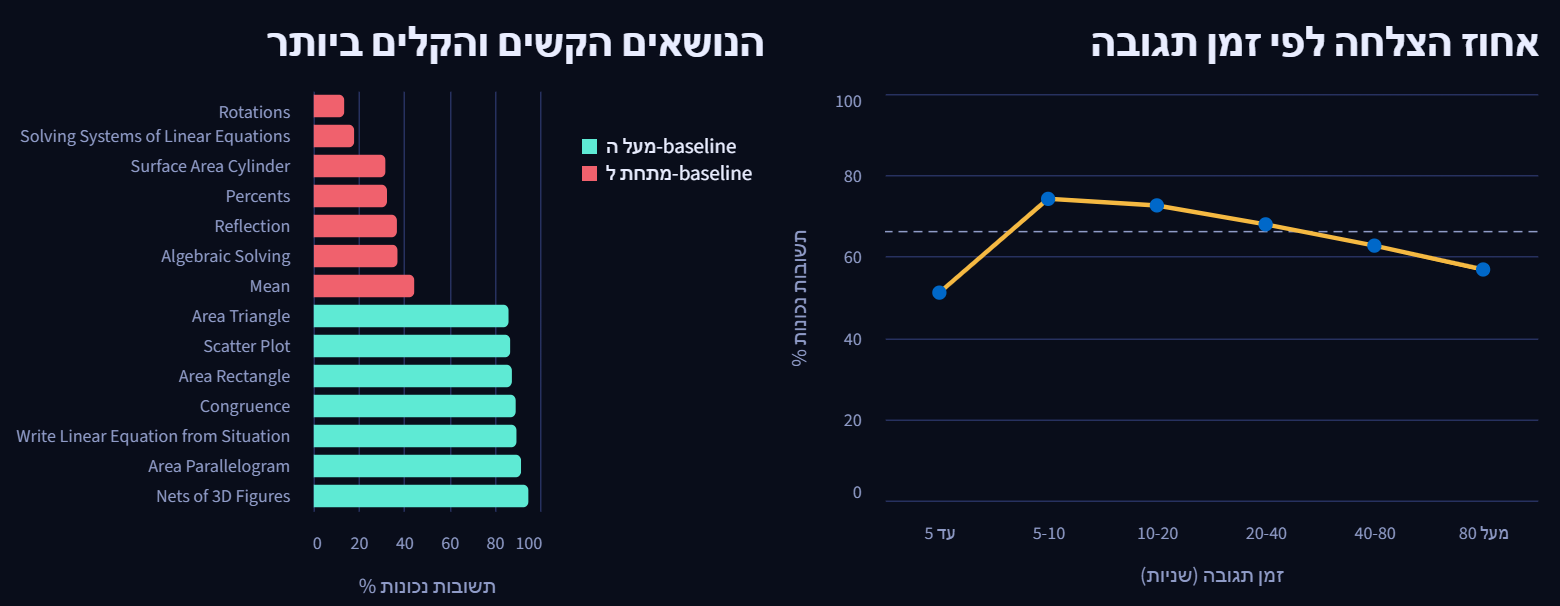 אחוז הצלחה לפי זמן תגובה
100
80
60
40
20
0
תשובות נכונות %
עד 5
5-10
10-20
20-40
40-80
מעל 80
זמן תגובה (שניות)
הנושאים הקשים והקלים ביותר
Rotations
Solving Systems of Linear Equations
Surface Area Cylinder
Percents
Reflection
Algebraic Solving
Mean
Area Triangle
Scatter Plot
Area Rectangle
Congruence
Write Linear Equation from Situation
Area Parallelogram
Nets of 3D Figures
0 20 40 60 80 100
תשובות נכונות %
מעל ה-baseline
מתחת ל-baseline